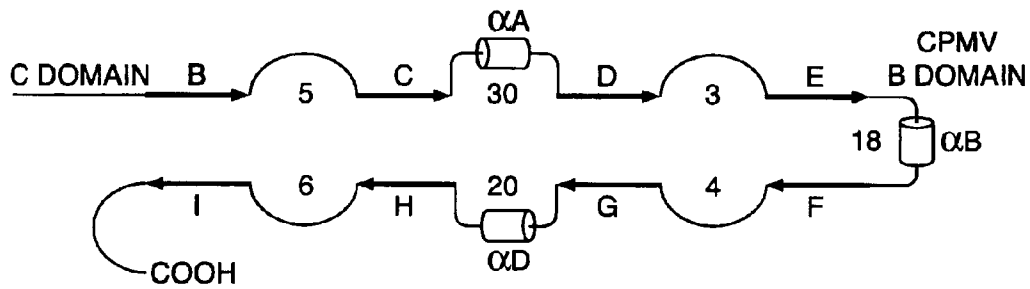 αA
CPMV
C DOMAIN B 5 C 30 D 3 E B DOMAIN
18 αB
I 6 H 20 G 4 F
αD
COOH